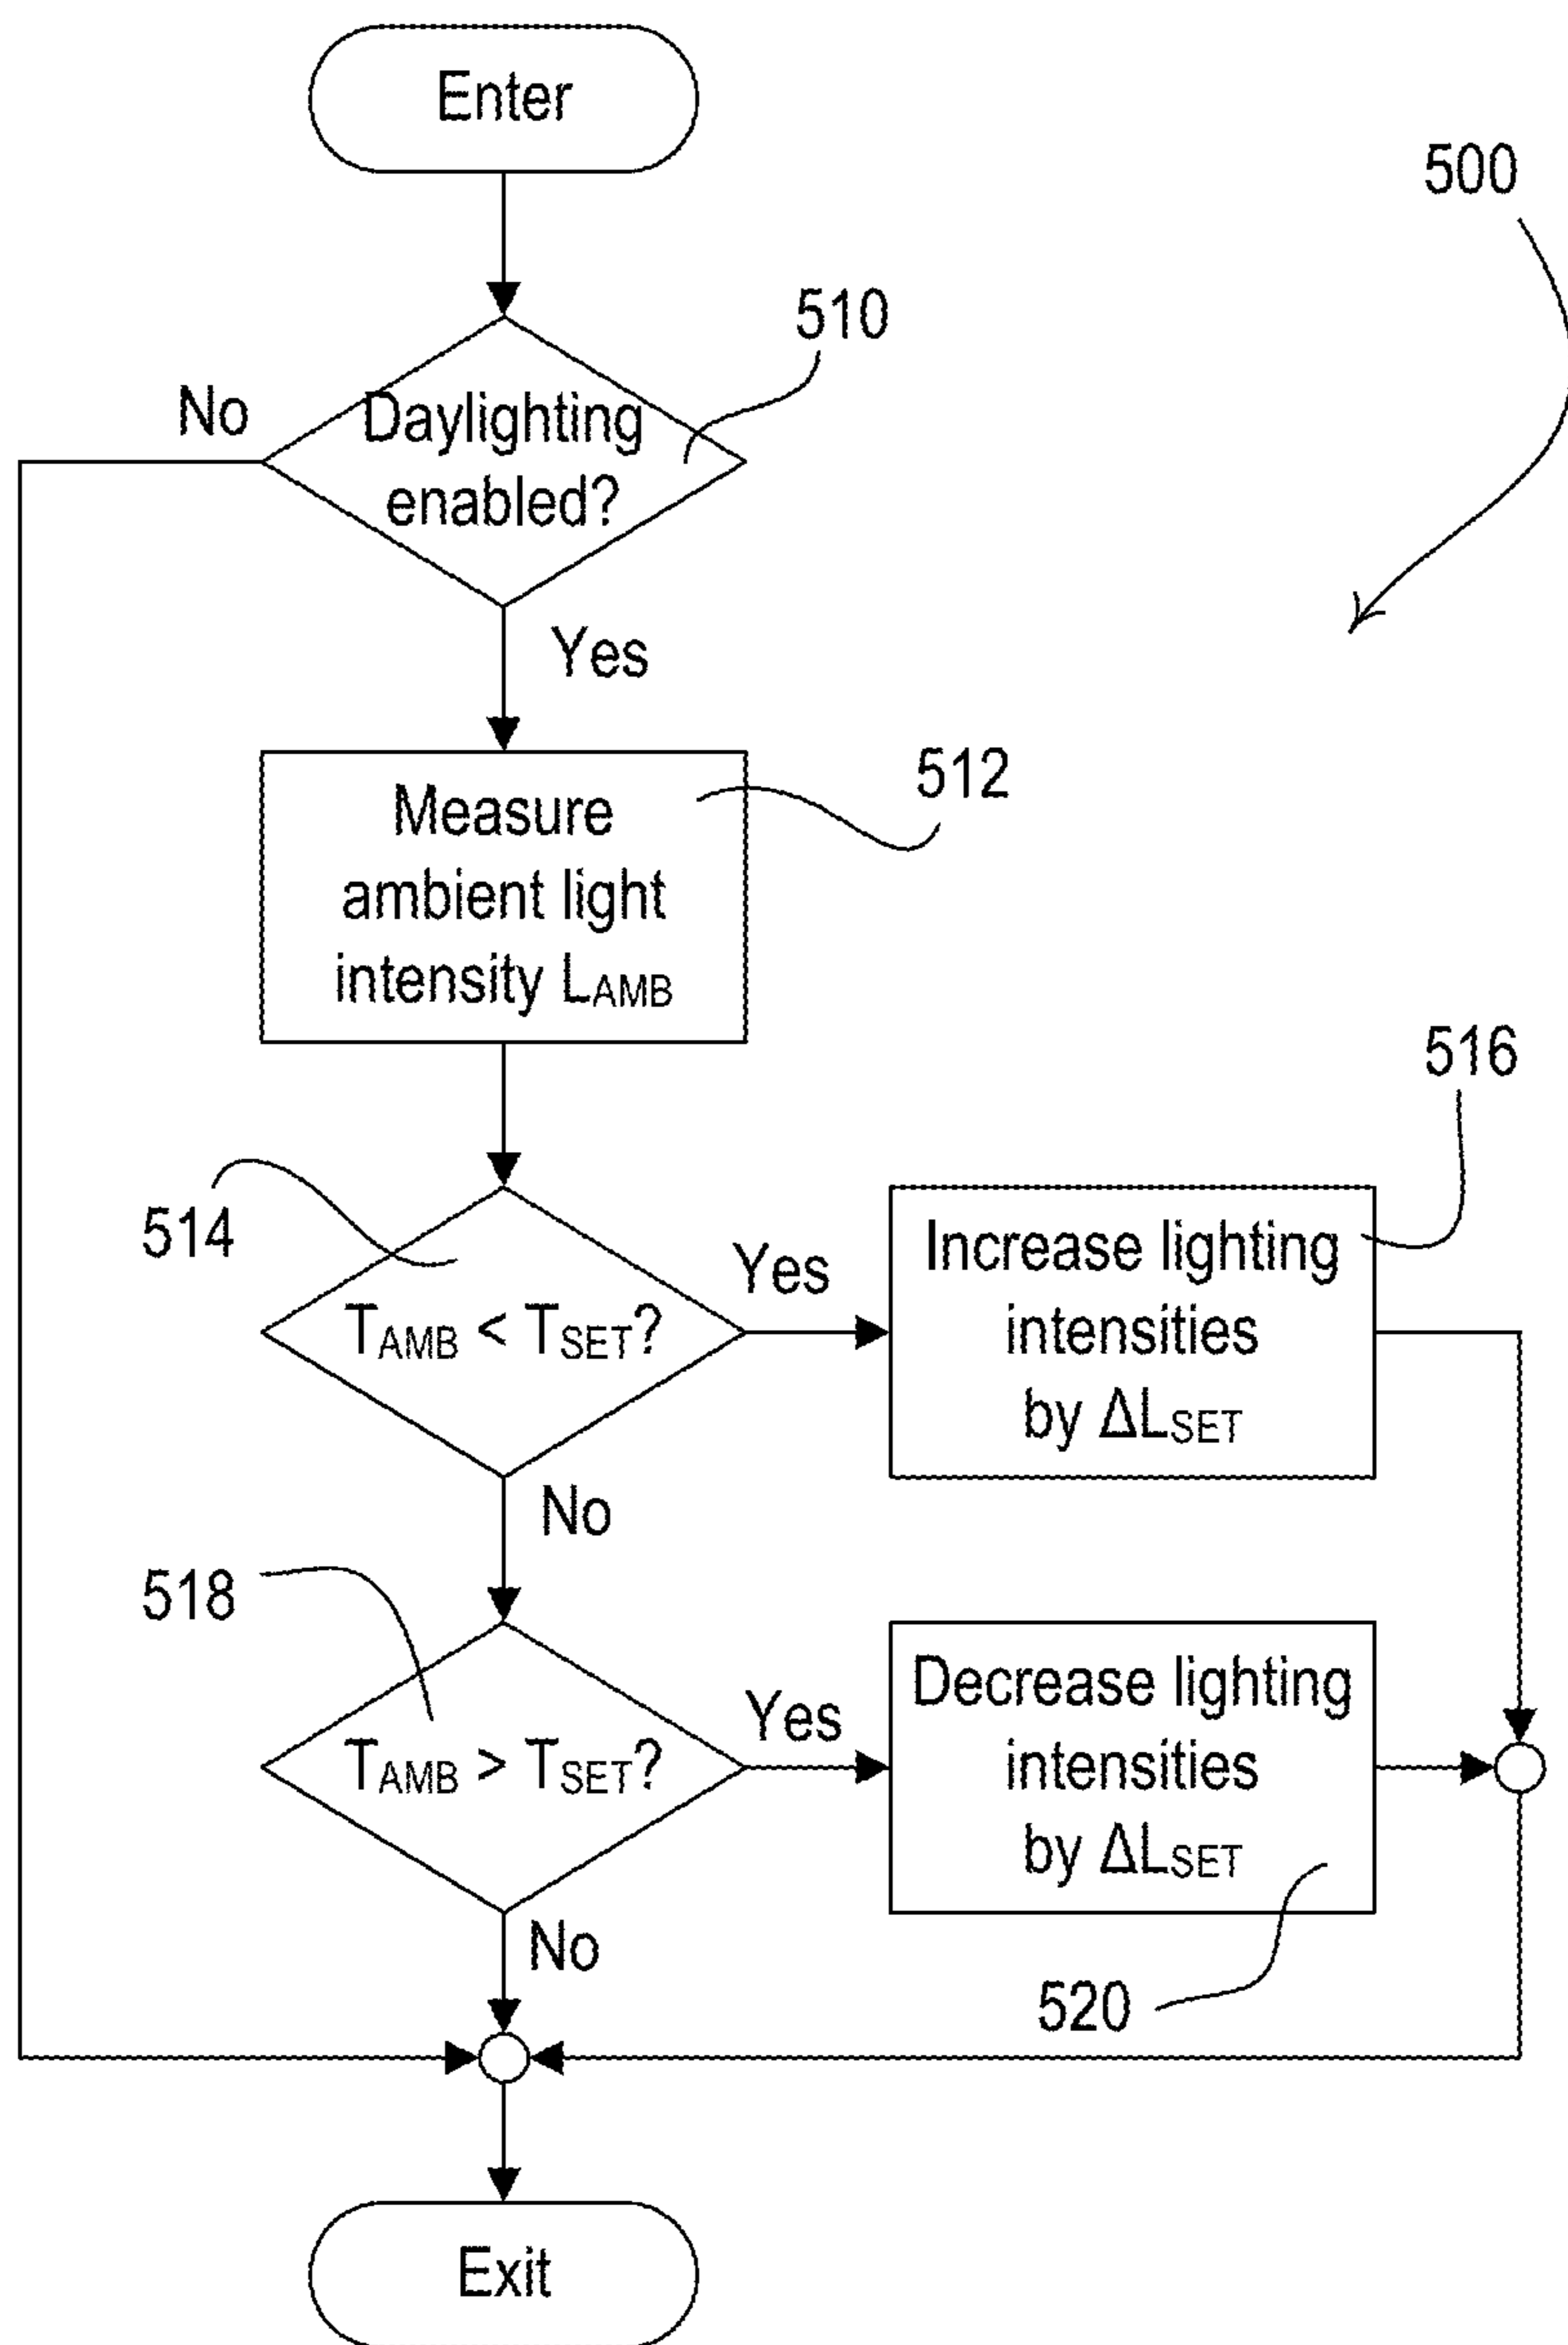 Enter
500
510
No
Daylighting
enabled?
Yes
512
Measure
ambient light
intensity LAMB
516
514
Yes
Increase lighting
intensities
by ΔLSET
TAMB < TSET?
No
518
Yes
Decrease lighting
intensities
by ΔLSET
TAMB > TSET?
No
520
Exit